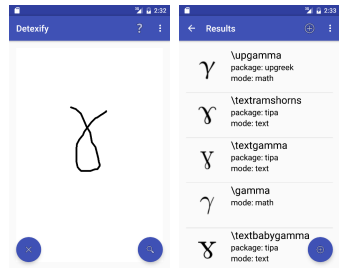 2:32
Detexify ?
2:33
Results
\upgamma
package: upgreek
mode: math
\textramshorns
package: tipa
mode: text
\textgamma
package: tipa
mode: text
\gamma
mode: math
\textbabygamma
package: tipa
mode: text